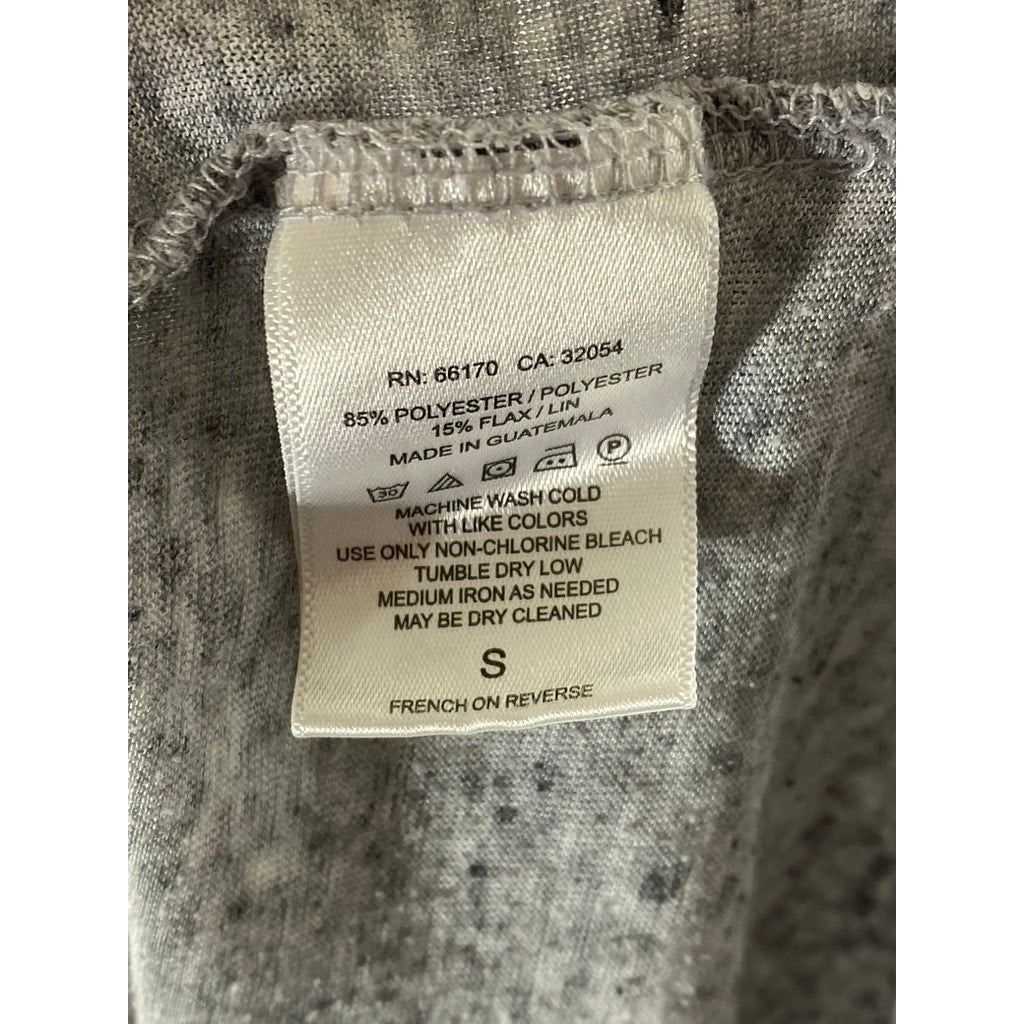 RN: 66170 CA: 32054
85% POLYESTER / POLYESTER
15% FLAX / LIN
MADE IN GUATEMALA
30 P
MACHINE WASH COLD
WITH LIKE COLORS
USE ONLY NON-CHLORINE BLEACH
TUMBLE DRY LOW
MEDIUM IRON AS NEEDED
MAY BE DRY CLEANED
S
FRENCH ON REVERSE